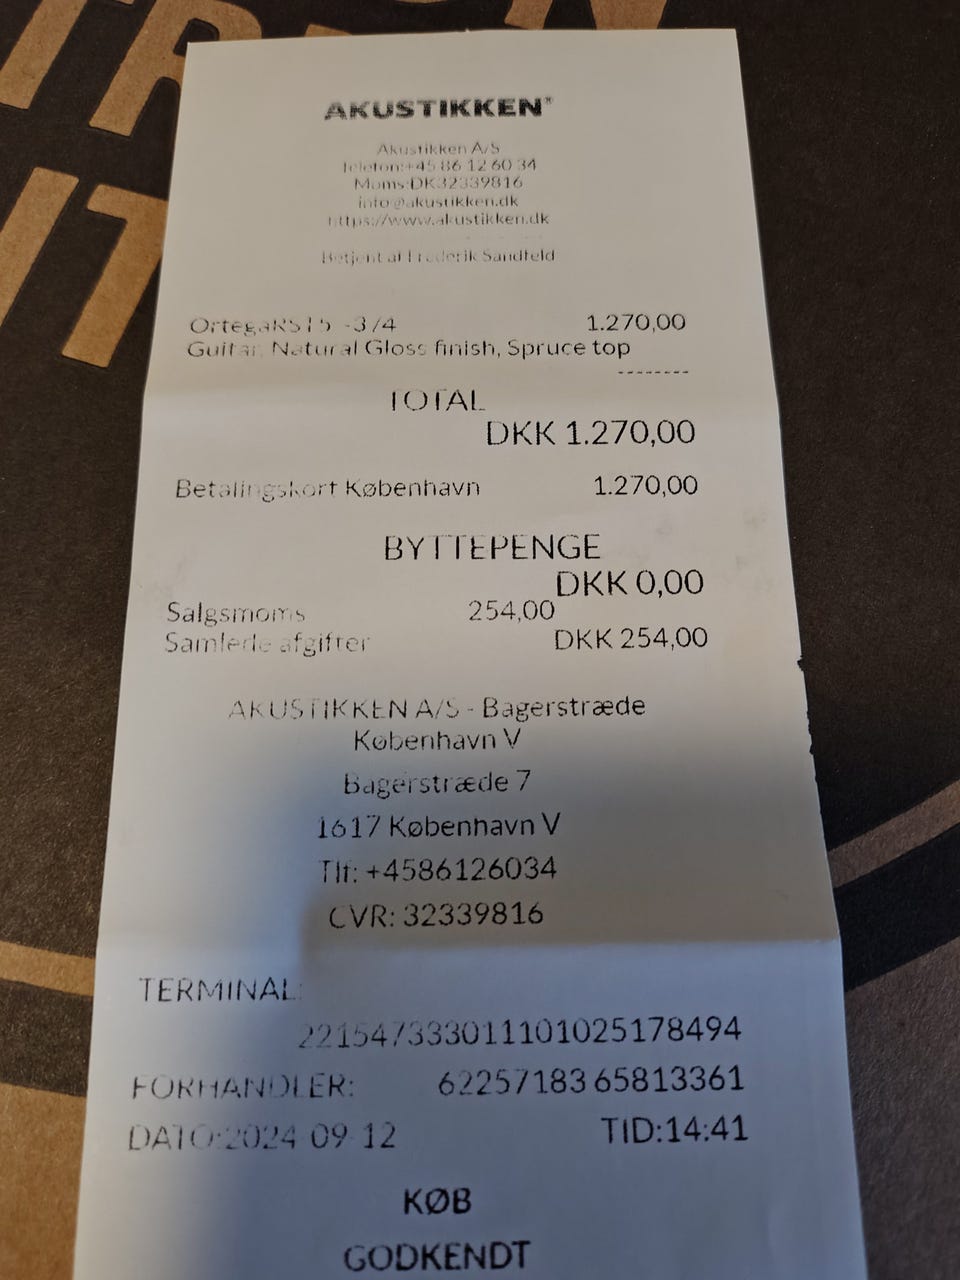 AKUSTIKKEN®
Akustikken A/S
Telefon:+45 86 12 60 34
Moms:DK32339816
info@akustikken.dk
https://www.akustikken.dk
Betjent af Frederik Sandfeld
1.270,00
OrtegaRST5 -3/4
Guitar, Natural Gloss finish, Spruce top
--------
TOTAL
DKK 1.270,00
Betalingskort København 1.270,00
BYTTEPENGE
DKK 0,00
Salgsmoms 254,00
Samlede afgifter DKK 254,00
AKUSTIKKEN A/S - Bagerstræde
København V
Bagerstræde 7
1617 København V
Tlf: +4586126034
CVR: 32339816
TERMINAL:
221547333011101025178494
FORHANDLER: 62257183 65813361
DATO:2024 09 12 TID:14:41
KØB
GODKENDT